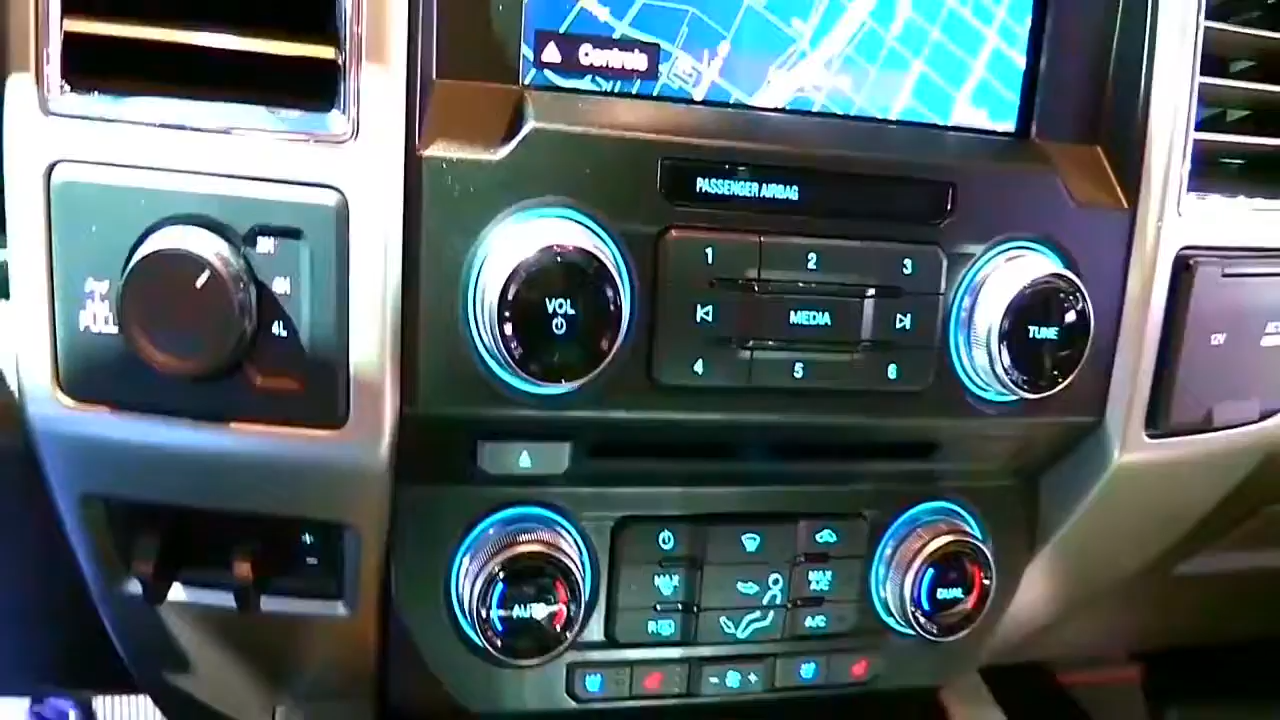 Controls
PASSENGER AIRBAG
2H
4H
4L
PULL
VOL
1 2 3
MEDIA
4 5 6
TUNE
12V
AUTO
MAX
MAX
A/C
R
A/C
DUAL